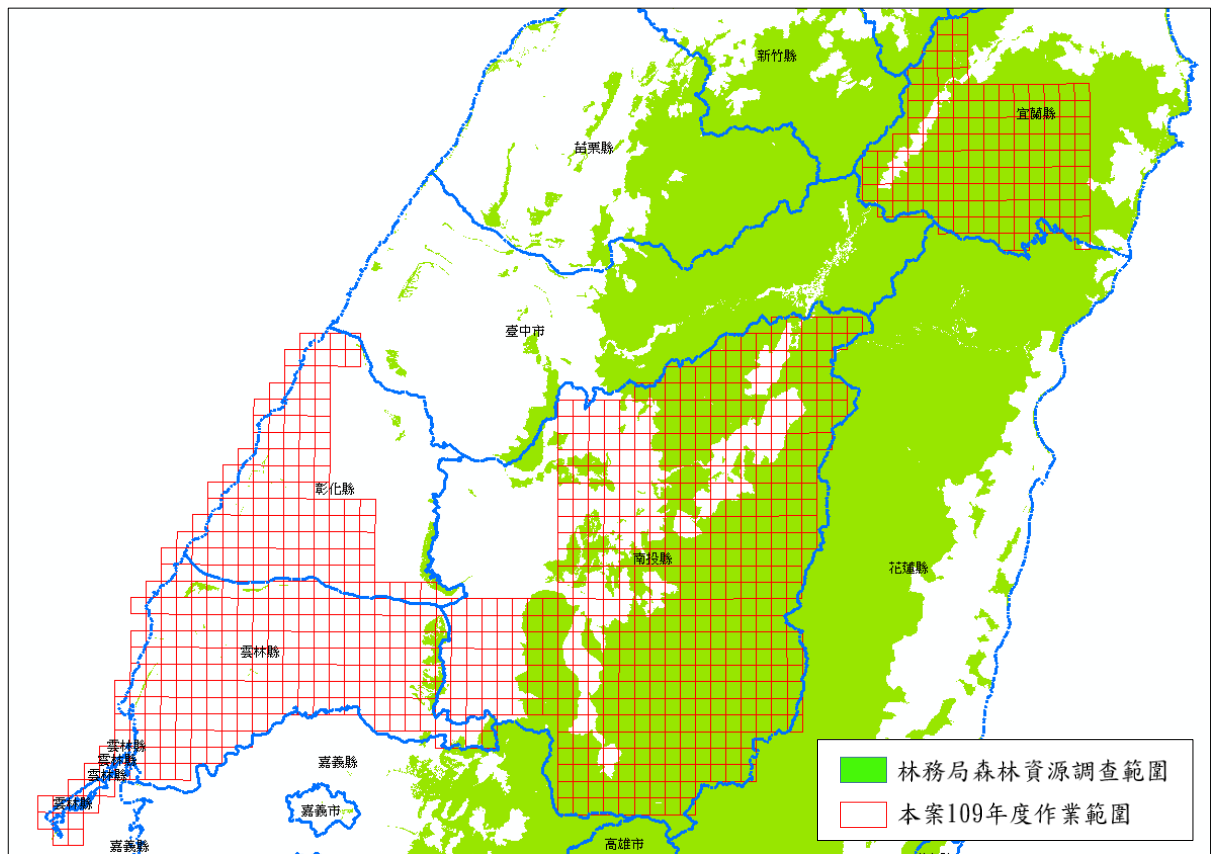 新竹縣
宜蘭縣
苗栗縣
臺中市
彰化縣
南投縣
花蓮縣
雲林縣
雲林縣
雲林縣
雲林縣
雲林縣
嘉義縣
嘉義市
嘉義縣
高雄市
林務局森林資源調查範圍
本案109年度作業範圍